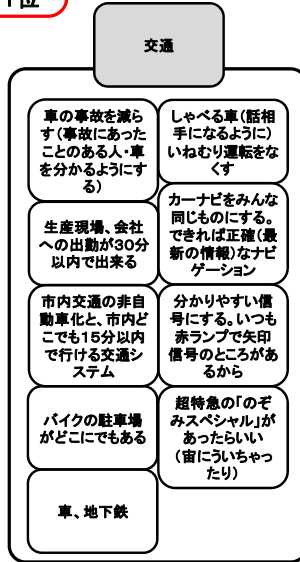 1位
交通
車の事故を減ら
す(事故にあった
ことのある人・車
を分かるようにす
る)
生産現場、会社
への出勤が30分
以内で出来る
市内交通の非自
動車化と、市内ど
こでも15分以内
で行ける交通シ
ステム
バイクの駐車場
がどこにでもある
車、地下鉄
しゃべる車(話相
手になるように)
いねむり運転をな
くす
カーナビをみんな
同じものにする。
できれば正確(最
新の情報)なナビ
ゲーション
分かりやすい信
号にする。いつも
赤ランプで矢印
信号のところがあ
るから
超特急の「のぞ
みスペシャル」が
あったらいい
(宙にういちゃっ
たり)